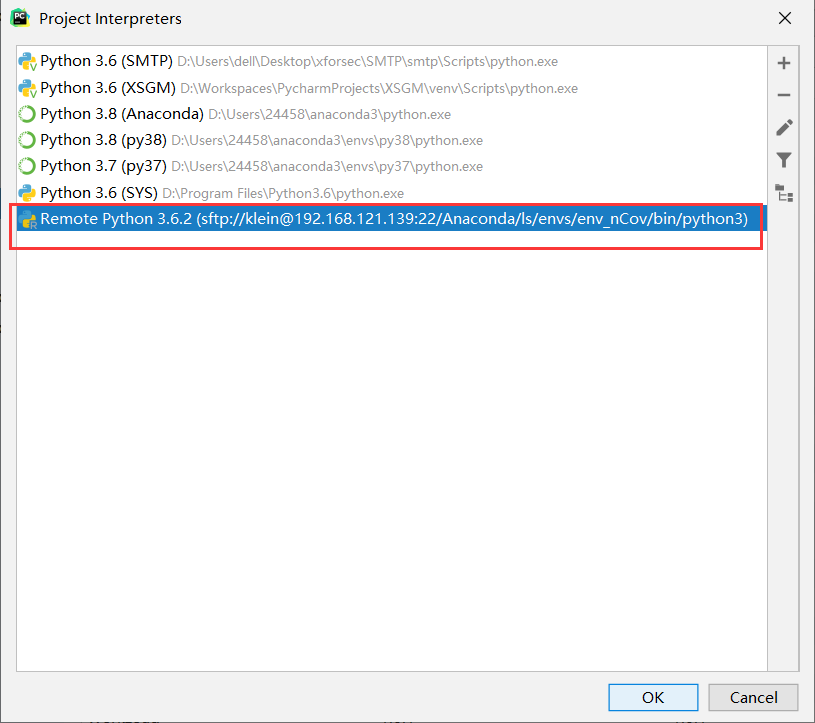 PC
Project Interpreters
Python 3.6 (SMTP) D:\Users\dell\Desktop\xforsec\SMTP\smtp\Scripts\python.exe
Python 3.6 (XSGM) D:\Workspaces\PycharmProjects\XSGM\venv\Scripts\python.exe
Python 3.8 (Anaconda) D:\Users\24458\anaconda3\python.exe
Python 3.8 (py38) D:\Users\24458\anaconda3\envs\py38\python.exe
Python 3.7 (py37) D:\Users\24458\anaconda3\envs\py37\python.exe
Python 3.6 (SYS) D:\Program Files\Python3.6\python.exe
Remote Python 3.6.2 (sftp://klein@192.168.121.139:22/Anaconda/ls/envs/env_nCov/bin/python3)
OK
Cancel